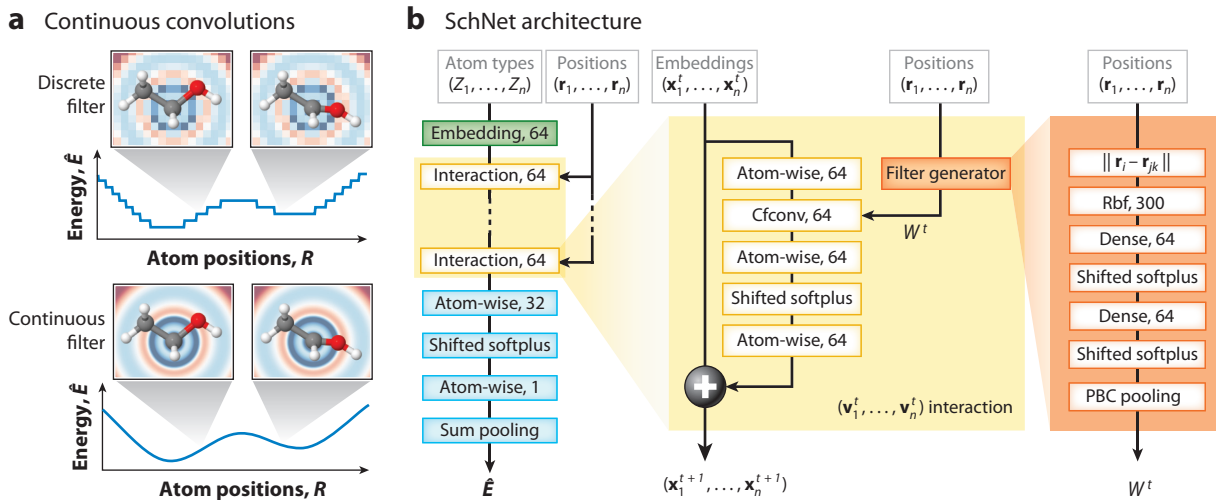 a Continuous convolutions
Discrete
filter
Energy, Ê
Atom positions, R
Continuous
filter
Energy, Ê
Atom positions, R
b SchNet architecture
Atom types
(Z₁, . . . , Zₙ)
Positions
(r₁, . . . , rₙ)
Embedding, 64
Interaction, 64
Interaction, 64
Atom-wise, 32
Shifted softplus
Atom-wise, 1
Sum pooling
Ê
Embeddings
(x₁ᵗ, . . . , xₙᵗ)
Positions
(r₁, . . . , rₙ)
Atom-wise, 64
Filter generator
Cfconv, 64
Wᵗ
Atom-wise, 64
Shifted softplus
Atom-wise, 64
+
(v₁ᵗ, . . . , vₙᵗ) interaction
(x₁ᵗ⁺¹, . . . , xₙᵗ⁺¹)
Positions
(r₁, . . . , rₙ)
|| rᵢ – rⱼₖ ||
Rbf, 300
Dense, 64
Shifted softplus
Dense, 64
Shifted softplus
PBC pooling
Wᵗ